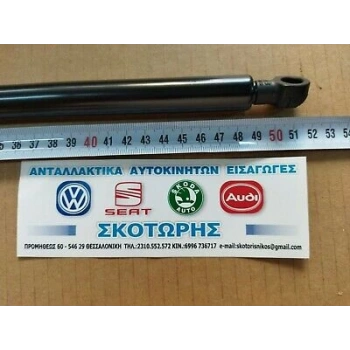 36 37 38 39 40 41 42 43 44 45 46 47 48 49 50 51 52 53 54
ΑΝΤΑΛΛΑΚΤΙΚΑ ΑΥΤΟΚΙΝΗΤΩΝ ΕΙΣΑΓΩΓΕΣ
VW SEAT SKODA AUTO Audi
ΣΚΟΤΩΡΗΣ
ΠΡΟΜΗΘΕΩΣ 60 - 546 29 ΘΕΣΣΑΛΟΝΙΚΗ ΤΗΛ.:2310.552.572 ΚΙΝ.:6996 736717 e-mail:skotorisnikos@gmail.com